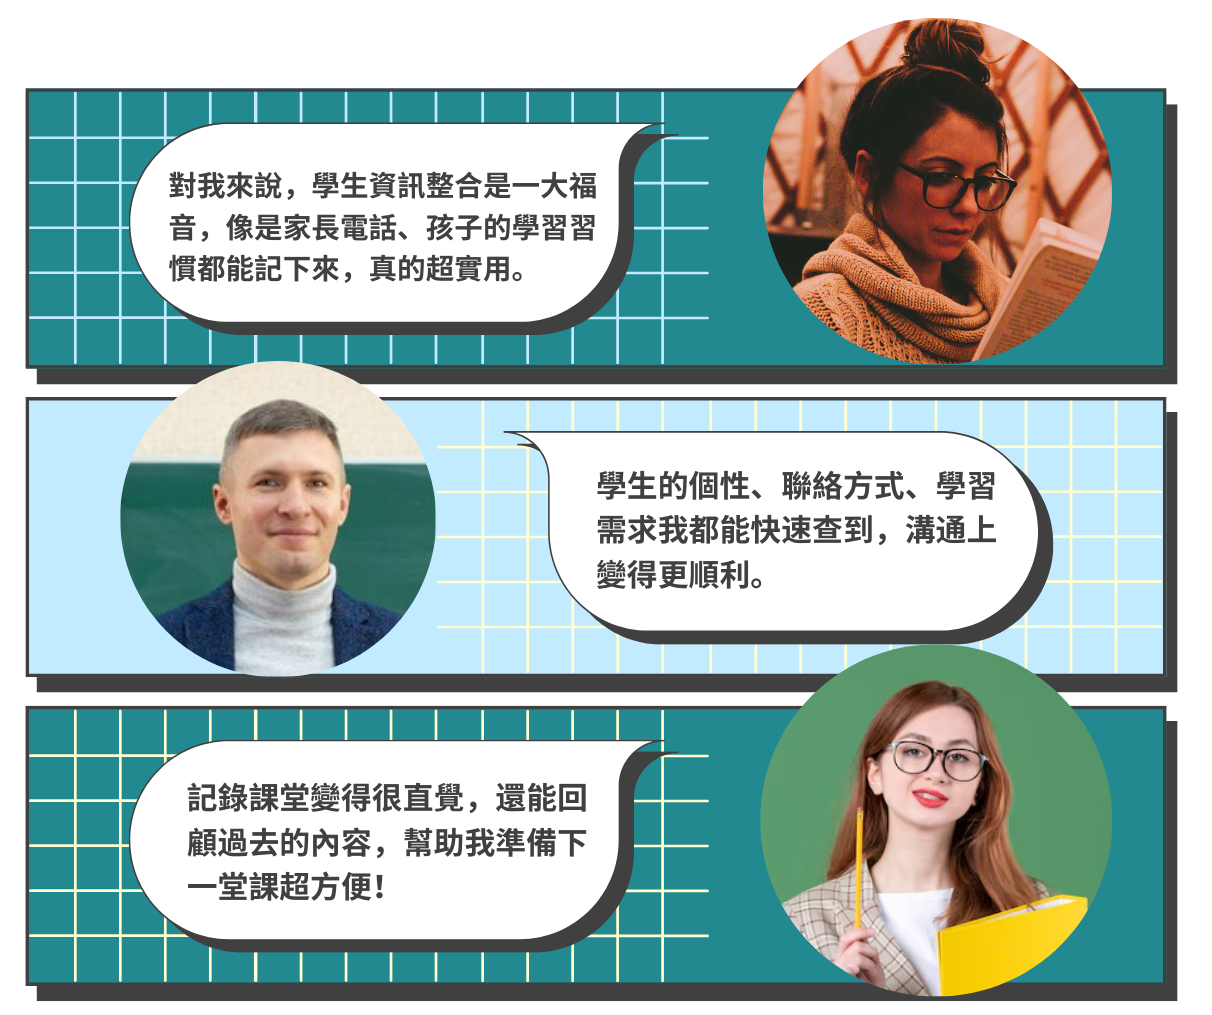 對我來說，學生資訊整合是一大福
音，像是家長電話、孩子的學習習
慣都能記下來，真的超實用。
學生的個性、聯絡方式、學習
需求我都能快速查到，溝通上
變得更順利。
記錄課堂變得很直覺，還能回
顧過去的內容，幫助我準備下
一堂課超方便！